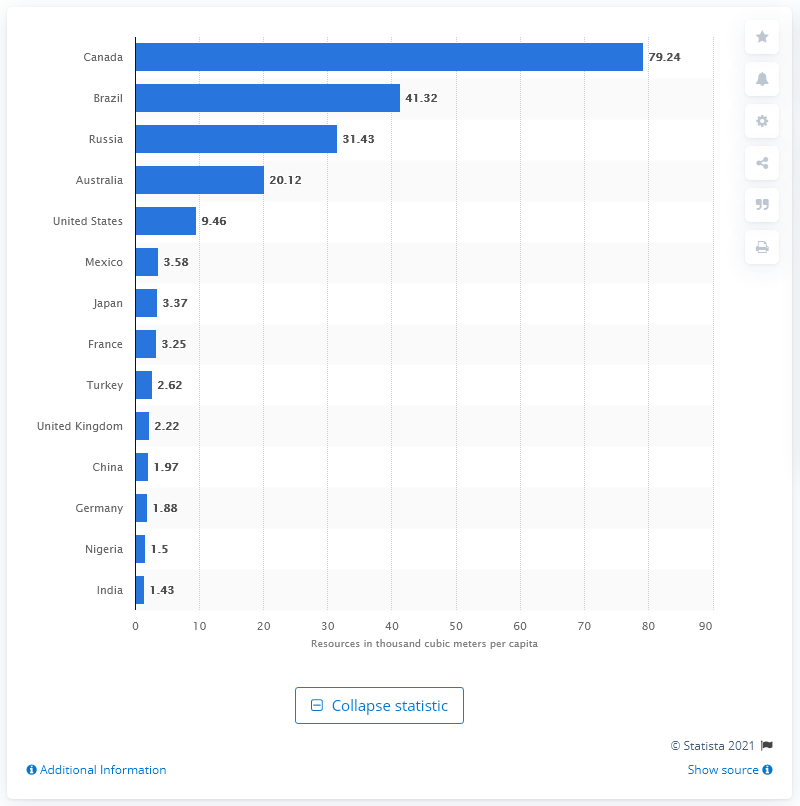 Canada 79.24
Brazil 41.32
Russia 31.43
Australia 20.12
United States 9.46
Mexico 3.58
Japan 3.37
France 3.25
Turkey 2.62
United Kingdom 2.22
China 1.97
Germany 1.88
Nigeria 1.5
India 1.43
0 10 20 30 40 50 60 70 80 90
Resources in thousand cubic meters per capita
Collapse statistic
© Statista 2021
Additional Information Show source